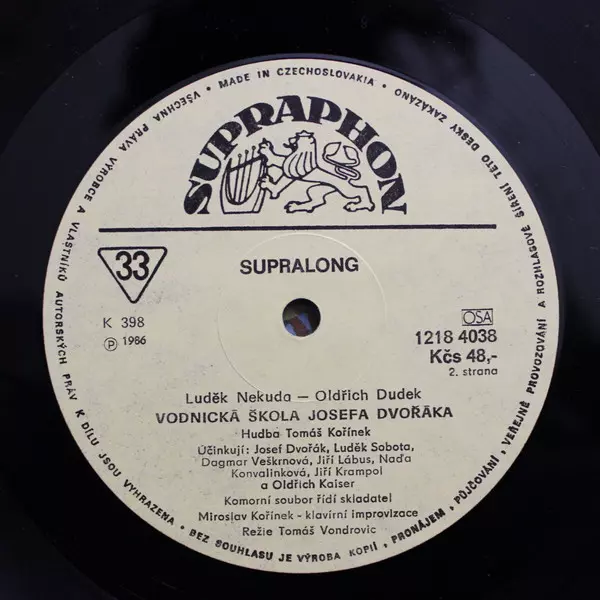 VŠECHNA PRÁVA VÝROBCE A VLASTNÍKŮ AUTORSKÝCH PRÁV K DÍLU JSOU VYHRAZENA • BEZ SOUHLASU JE VÝROBA KOPIÍ, PRONÁJEM, PŮJČOVÁNÍ, VEŘEJNÉ PROVOZOVÁNÍ A ROZHLASOVÉ ŠÍŘENÍ TÉTO DESKY ZAKÁZÁNO • MADE IN CZECHOSLOVAKIA •
SUPRAPHON
33
SUPRALONG
K 398
Ⓟ 1986
OSA
1218 4038
Kčs 48,-
2. strana
Luděk Nekuda — Oldřich Dudek
VODNICKÁ ŠKOLA JOSEFA DVOŘÁKA
Hudba Tomáš Kořínek
Účinkují: Josef Dvořák, Luděk Sobota,
Dagmar Veškrnová, Jiří Lábus, Naďa
Konvalinková, Jiří Krampol
a Oldřich Kaiser
Komorní soubor řídí skladatel
Miroslav Kořínek - klavírní improvizace
Režie Tomáš Vondrovic